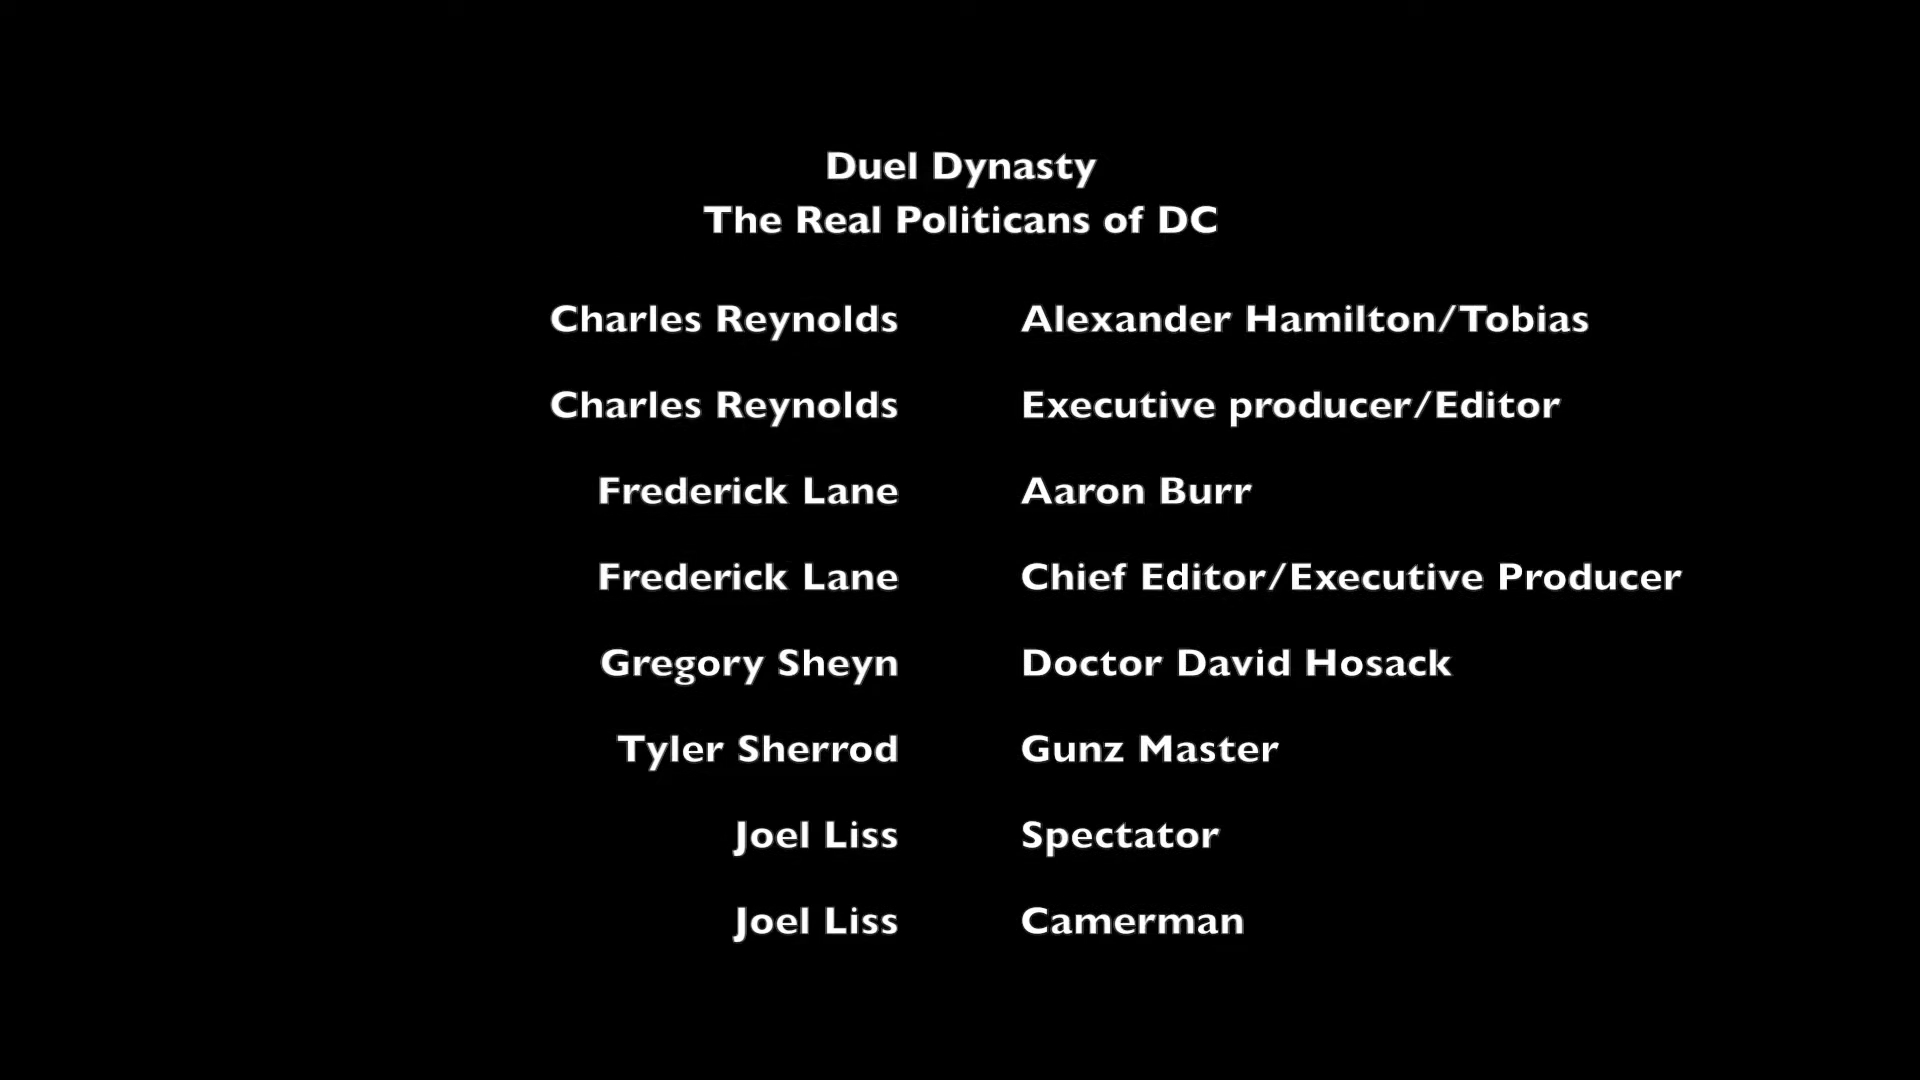 Duel Dynasty
The Real Politicans of DC
Charles Reynolds Alexander Hamilton/Tobias
Charles Reynolds Executive producer/Editor
Frederick Lane Aaron Burr
Frederick Lane Chief Editor/Executive Producer
Gregory Sheyn Doctor David Hosack
Tyler Sherrod Gunz Master
Joel Liss Spectator
Joel Liss Camerman